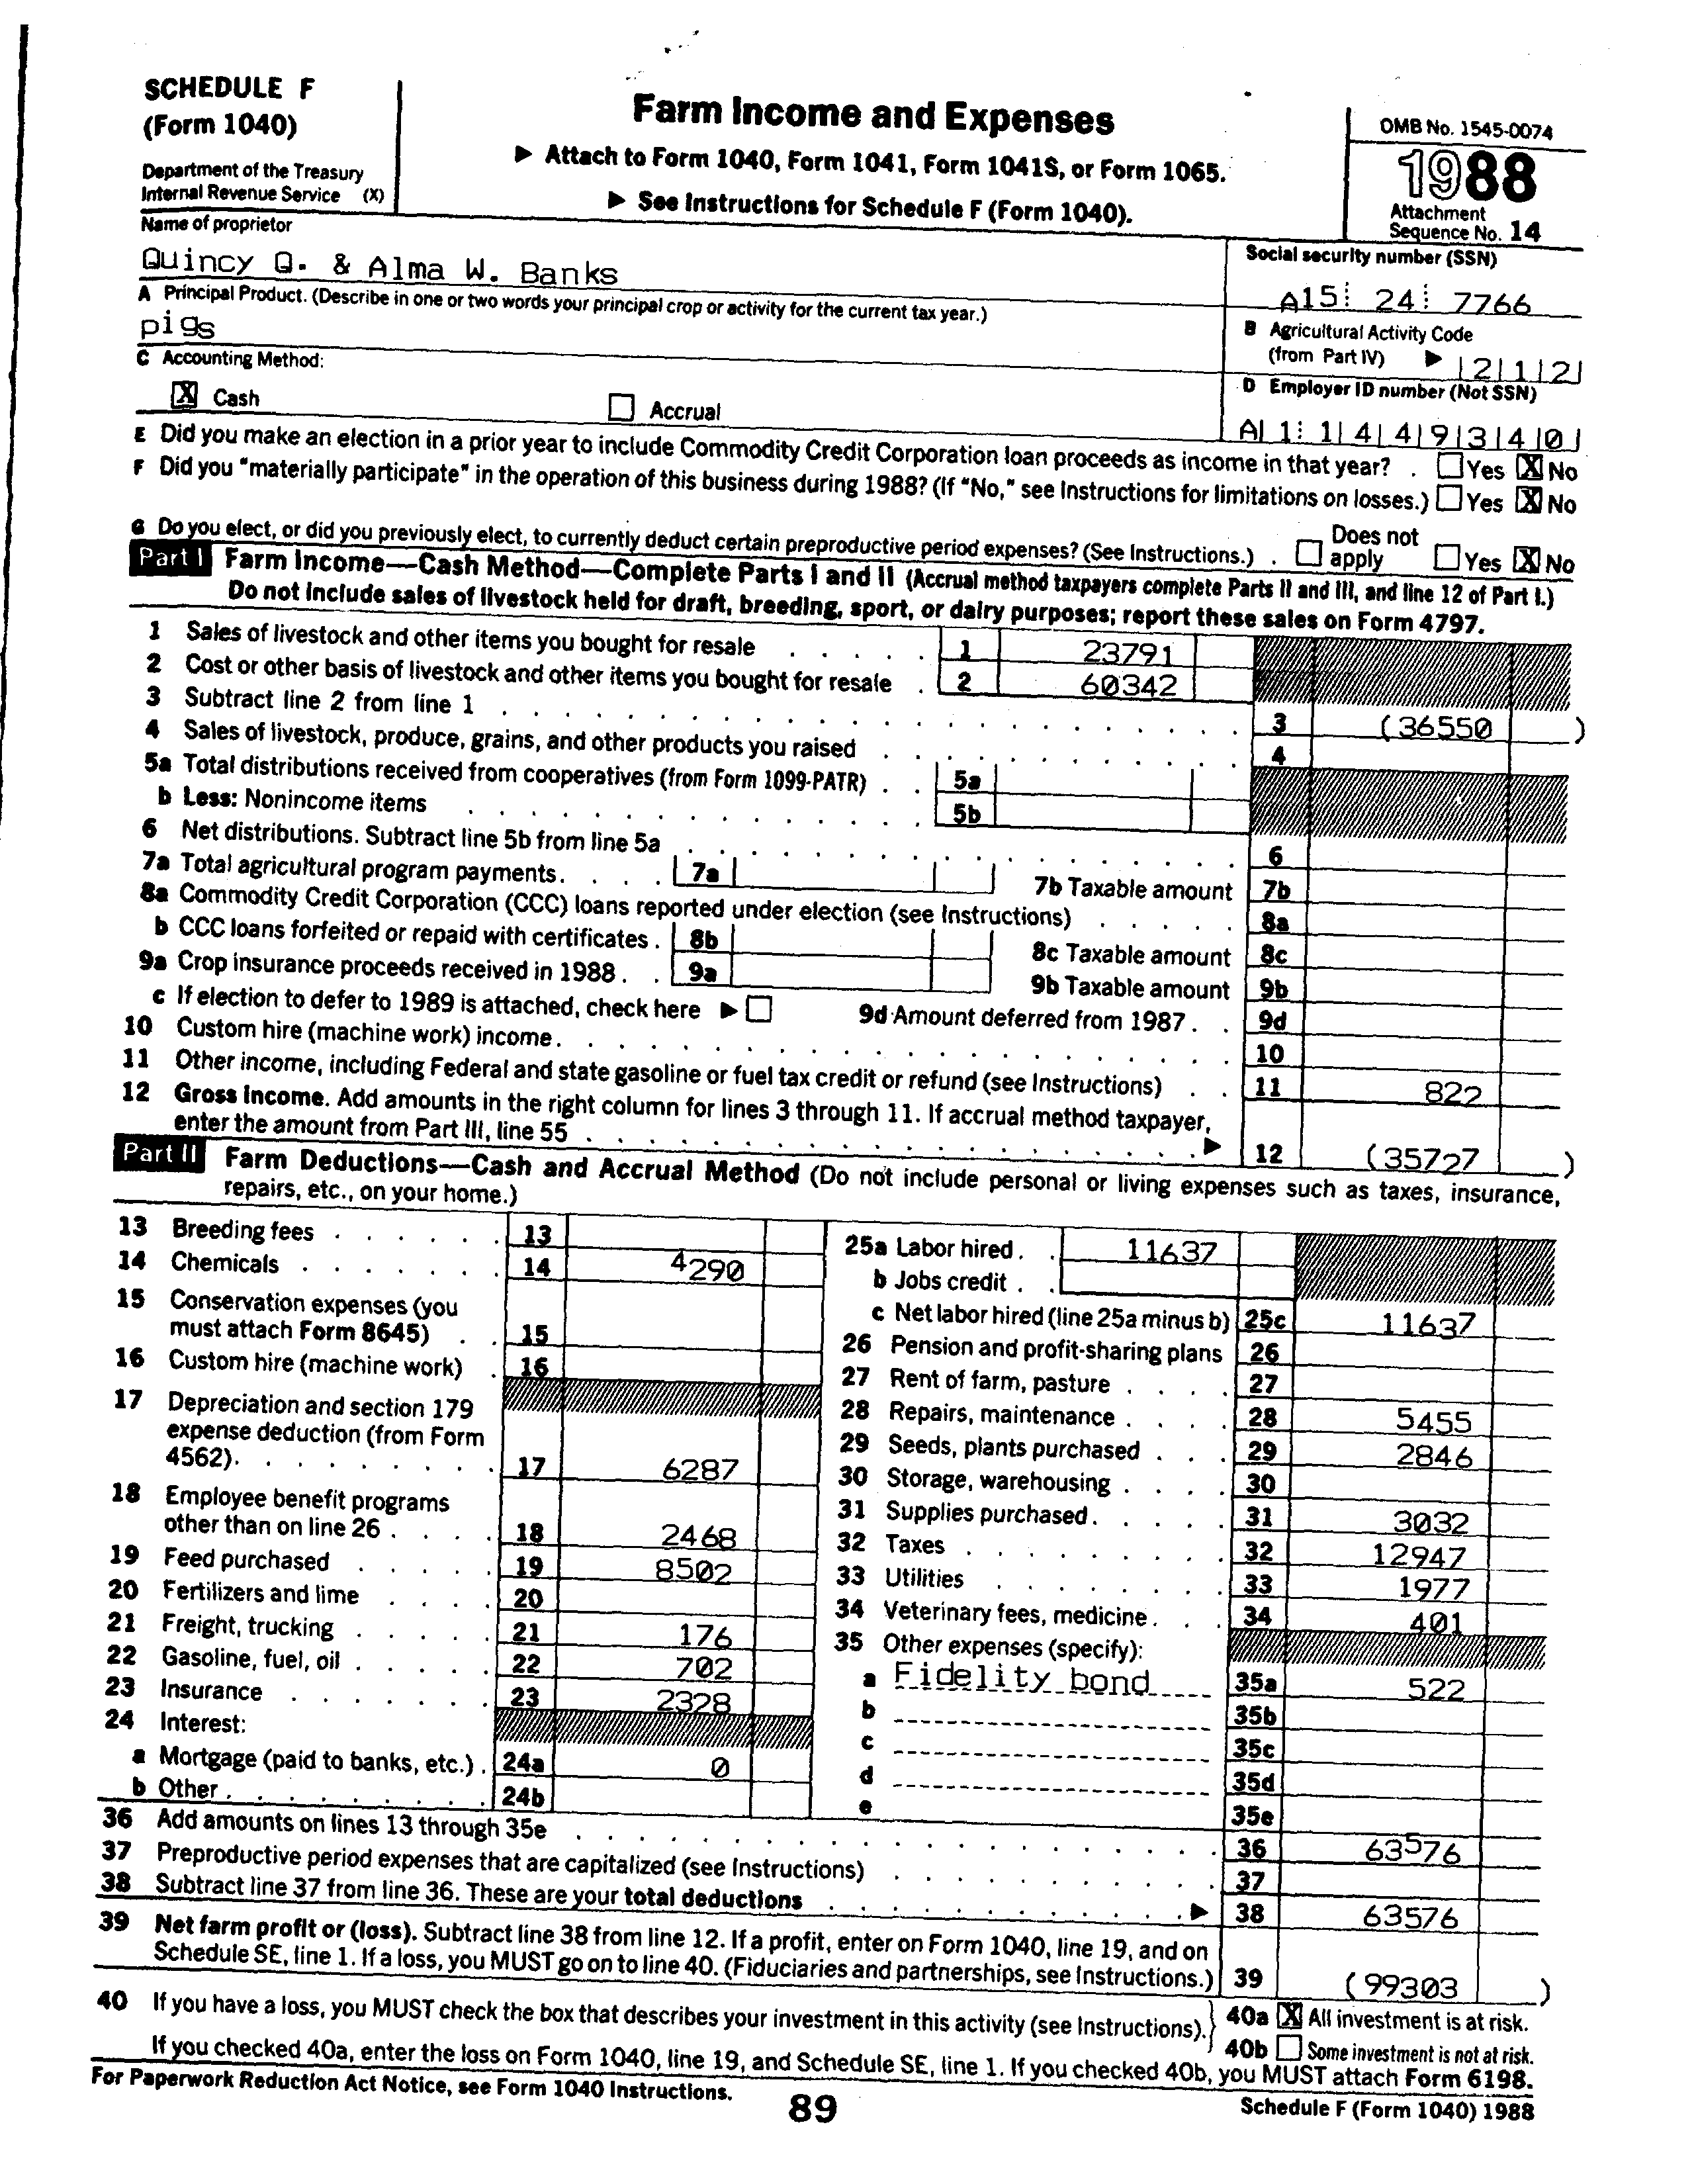 SCHEDULE F
(Form 1040)
Department of the Treasury
Internal Revenue Service (X)
Farm Income and Expenses
▶ Attach to Form 1040, Form 1041, Form 1041S, or Form 1065.
▶ See Instructions for Schedule F (Form 1040).
OMB No. 1545-0074
1988
Attachment
Sequence No. 14
Name of proprietor
Quincy Q. & Alma W. Banks
Social security number (SSN)
A15 24 7766
A Principal Product. (Describe in one or two words your principal crop or activity for the current tax year.)
pigs
B Agricultural Activity Code
(from Part IV) ▶ 2 1 2
C Accounting Method:
X Cash Accrual
D Employer ID number (Not SSN)
A 1 1 4 4 9 3 4 0
E Did you make an election in a prior year to include Commodity Credit Corporation loan proceeds as income in that year? . Yes X No
F Did you "materially participate" in the operation of this business during 1988? (If "No," see Instructions for limitations on losses.) Yes X No
G Do you elect, or did you previously elect, to currently deduct certain preproductive period expenses? (See Instructions.) . Does not apply Yes X No
Part I Farm Income—Cash Method—Complete Parts I and II (Accrual method taxpayers complete Parts II and III, and line 12 of Part I.)
Do not include sales of livestock held for draft, breeding, sport, or dairy purposes; report these sales on Form 4797.
1 Sales of livestock and other items you bought for resale . . . . . 1 23791
2 Cost or other basis of livestock and other items you bought for resale . 2 60342
3 Subtract line 2 from line 1 . . . . . 3 (36550 )
4 Sales of livestock, produce, grains, and other products you raised . . . . . 4
5a Total distributions received from cooperatives (from Form 1099-PATR) . . 5a
b Less: Nonincome items . . . . . 5b
6 Net distributions. Subtract line 5b from line 5a . . . . . 6
7a Total agricultural program payments. . . . . 7a 7b Taxable amount 7b
8a Commodity Credit Corporation (CCC) loans reported under election (see Instructions) . . . . . 8a
b CCC loans forfeited or repaid with certificates . 8b 8c Taxable amount 8c
9a Crop insurance proceeds received in 1988 . . 9a 9b Taxable amount 9b
c If election to defer to 1989 is attached, check here ▶ 9d Amount deferred from 1987 . . 9d
10 Custom hire (machine work) income . . . . . 10
11 Other income, including Federal and state gasoline or fuel tax credit or refund (see Instructions) . . 11 822
12 Gross Income. Add amounts in the right column for lines 3 through 11. If accrual method taxpayer,
enter the amount from Part III, line 55 . . . . . ▶ 12 (35727 )
Part II Farm Deductions—Cash and Accrual Method (Do not include personal or living expenses such as taxes, insurance,
repairs, etc., on your home.)
13 Breeding fees . . . . . . 13
14 Chemicals . . . . . . . 14 4290
15 Conservation expenses (you
must attach Form 8645) . . 15
16 Custom hire (machine work) . 16
17 Depreciation and section 179
expense deduction (from Form
4562). . . . . . . . . 17 6287
18 Employee benefit programs
other than on line 26 . . . . 18 2468
19 Feed purchased . . . . . 19 8502
20 Fertilizers and lime . . . . 20
21 Freight, trucking . . . . . 21 176
22 Gasoline, fuel, oil . . . . . 22 702
23 Insurance . . . . . . . 23 2328
24 Interest:
a Mortgage (paid to banks, etc.) . 24a 0
b Other . . . . . . . . . 24b
25a Labor hired . . 11637
b Jobs credit . .
c Net labor hired (line 25a minus b) 25c 11637
26 Pension and profit-sharing plans 26
27 Rent of farm, pasture . . . . 27
28 Repairs, maintenance . . . . 28 5455
29 Seeds, plants purchased . . . 29 2846
30 Storage, warehousing . . . . 30
31 Supplies purchased . . . . . 31 3032
32 Taxes . . . . . . . . . 32 12947
33 Utilities . . . . . . . . 33 1977
34 Veterinary fees, medicine . . . 34 401
35 Other expenses (specify):
a Fidelity bond 35a 522
b 35b
c 35c
d 35d
e 35e
36 Add amounts on lines 13 through 35e . . . . . 36 63576
37 Preproductive period expenses that are capitalized (see Instructions) . . . . . 37
38 Subtract line 37 from line 36. These are your total deductions . . . . . ▶ 38 63576
39 Net farm profit or (loss). Subtract line 38 from line 12. If a profit, enter on Form 1040, line 19, and on
Schedule SE, line 1. If a loss, you MUST go on to line 40. (Fiduciaries and partnerships, see Instructions.) 39 (99303 )
40 If you have a loss, you MUST check the box that describes your investment in this activity (see Instructions). } 40a X All investment is at risk.
40b Some investment is not at risk.
If you checked 40a, enter the loss on Form 1040, line 19, and Schedule SE, line 1. If you checked 40b, you MUST attach Form 6198.
For Paperwork Reduction Act Notice, see Form 1040 Instructions.
89
Schedule F (Form 1040) 1988